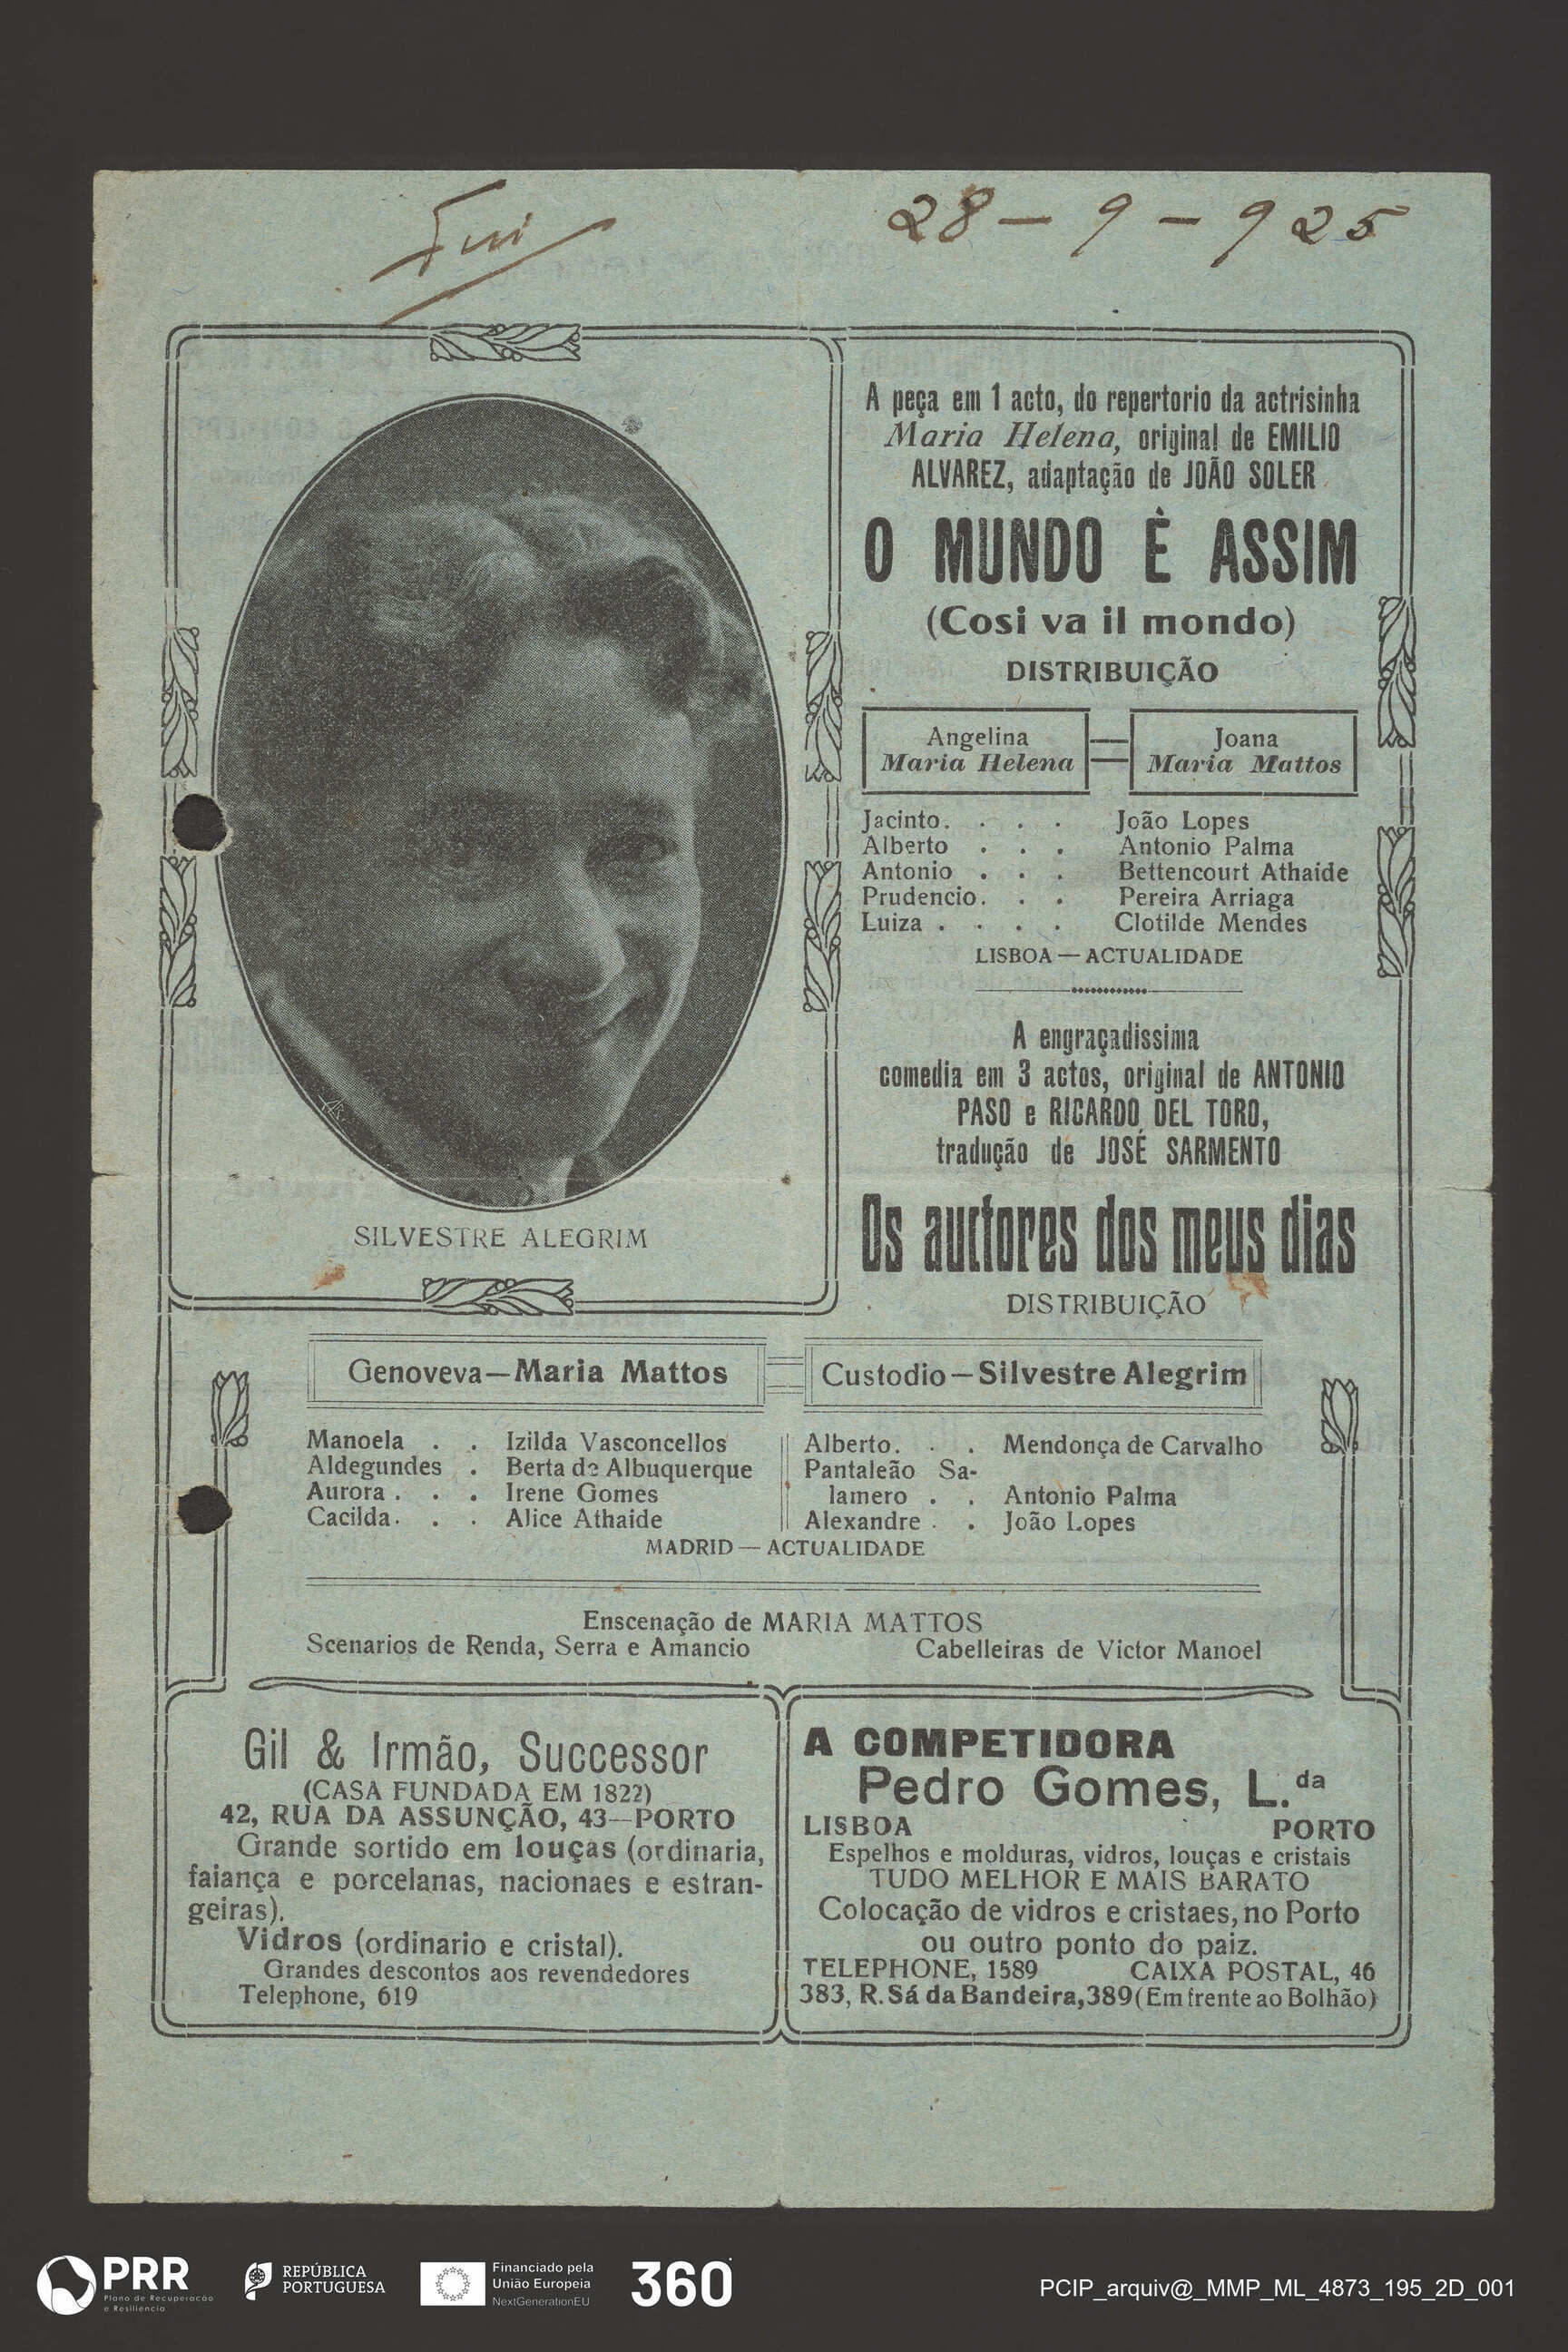 Fui
28-9-925
SILVESTRE ALEGRIM
A peça em 1 acto, do repertorio da actrisinha
Maria Helena, original de EMILIO
ALVAREZ, adaptação de JOÃO SOLER
O MUNDO È ASSIM
(Cosi va il mondo)
DISTRIBUIÇÃO
Angelina
Maria Helena
Joana
Maria Mattos
Jacinto. . . . João Lopes
Alberto . . . Antonio Palma
Antonio . . . Bettencourt Athaide
Prudencio. . . Pereira Arriaga
Luiza . . . . Clotilde Mendes
LISBOA — ACTUALIDADE
A engraçadissima
comedia em 3 actos, original de ANTONIO
PASO e RICARDO DEL TORO,
tradução de JOSÉ SARMENTO
Os auctores dos meus dias
DISTRIBUIÇÃO
Genoveva—Maria Mattos
Custodio—Silvestre Alegrim
Manoela . . Izilda Vasconcellos
Aldegundes . Berta de Albuquerque
Aurora . . . Irene Gomes
Cacilda. . . Alice Athaide
Alberto. . . Mendonça de Carvalho
Pantaleão Sa-
lamero . . Antonio Palma
Alexandre . . João Lopes
MADRID — ACTUALIDADE
Enscenação de MARIA MATTOS
Scenarios de Renda, Serra e Amancio Cabelleiras de Victor Manoel
Gil & Irmão, Successor
(CASA FUNDADA EM 1822)
42, RUA DA ASSUNÇÃO, 43—PORTO
Grande sortido em louças (ordinaria,
faiança e porcelanas, nacionaes e estran-
geiras).
Vidros (ordinario e cristal).
Grandes descontos aos revendedores
Telephone, 619
A COMPETIDORA
Pedro Gomes, L.da
LISBOA PORTO
Espelhos e molduras, vidros, louças e cristais
TUDO MELHOR E MAIS BARATO
Colocação de vidros e cristaes, no Porto
ou outro ponto do paiz.
TELEPHONE, 1589 CAIXA POSTAL, 46
383, R. Sá da Bandeira, 389 (Em frente ao Bolhão)
PRR
Plano de Recuperação
e Resiliência
REPÚBLICA
PORTUGUESA
Financiado pela
União Europeia
NextGenerationEU
360
PCIP_arquiv@_MMP_ML_4873_195_2D_001